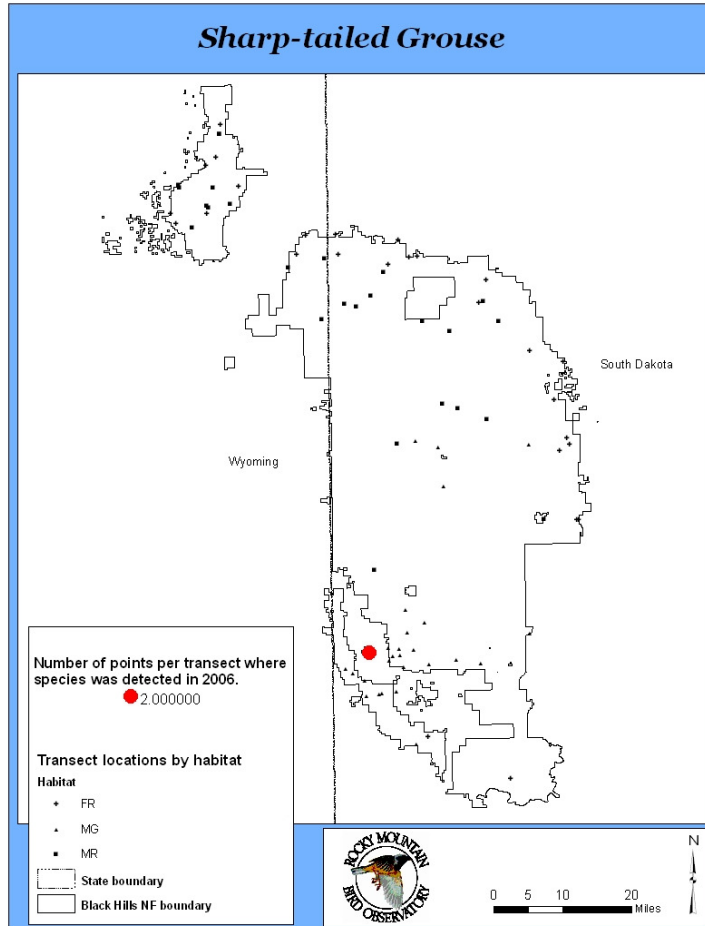 Sharp-tailed Grouse
South Dakota
Wyoming
Number of points per transect where
species was detected in 2006.
2.000000
Transect locations by habitat
Habitat
FR
MG
MR
State boundary
Black Hills NF boundary
ROCKY MOUNTAIN
BIRD OBSERVATORY
N
0 5 10 20
Miles